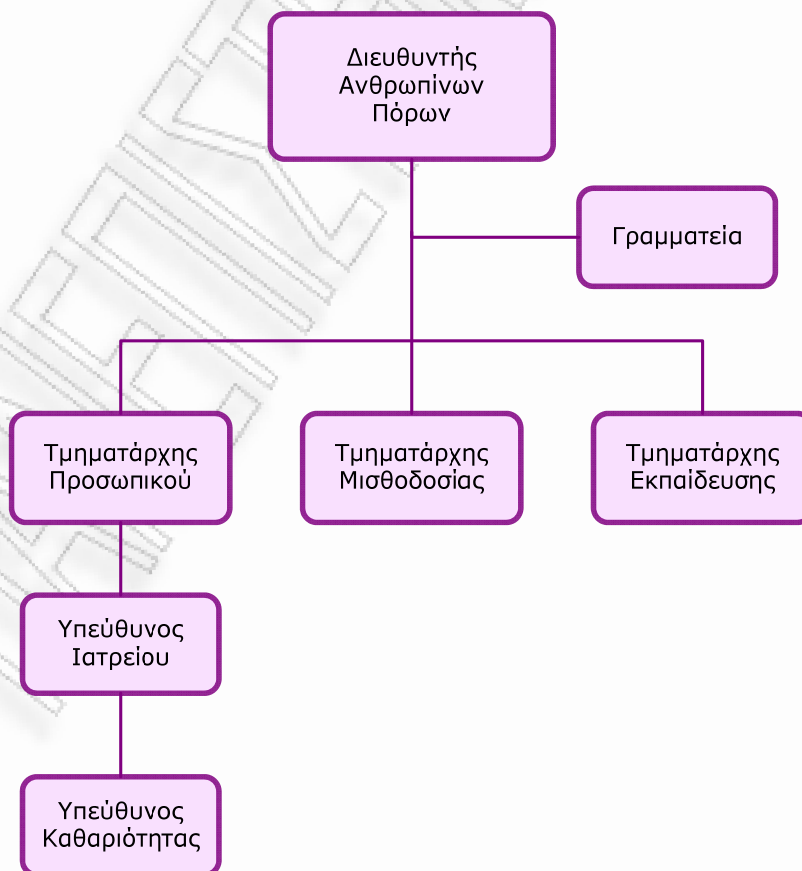 Διευθυντής
Ανθρωπίνων
Πόρων
Γραμματεία
Τμηματάρχης
Προσωπικού
Τμηματάρχης
Μισθοδοσίας
Τμηματάρχης
Εκπαίδευσης
Υπεύθυνος
Ιατρείου
Υπεύθυνος
Καθαριότητας